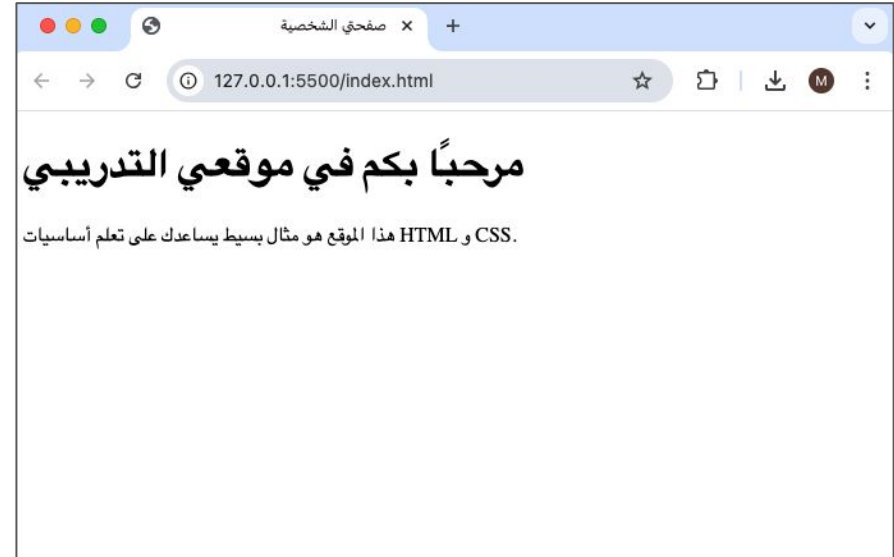 صفحتي الشخصية
127.0.0.1:5500/index.html
M
مرحبًا بكم في موقعي التدريبي
هذا الموقع هو مثال بسيط يساعدك على تعلم أساسيات HTML و CSS.